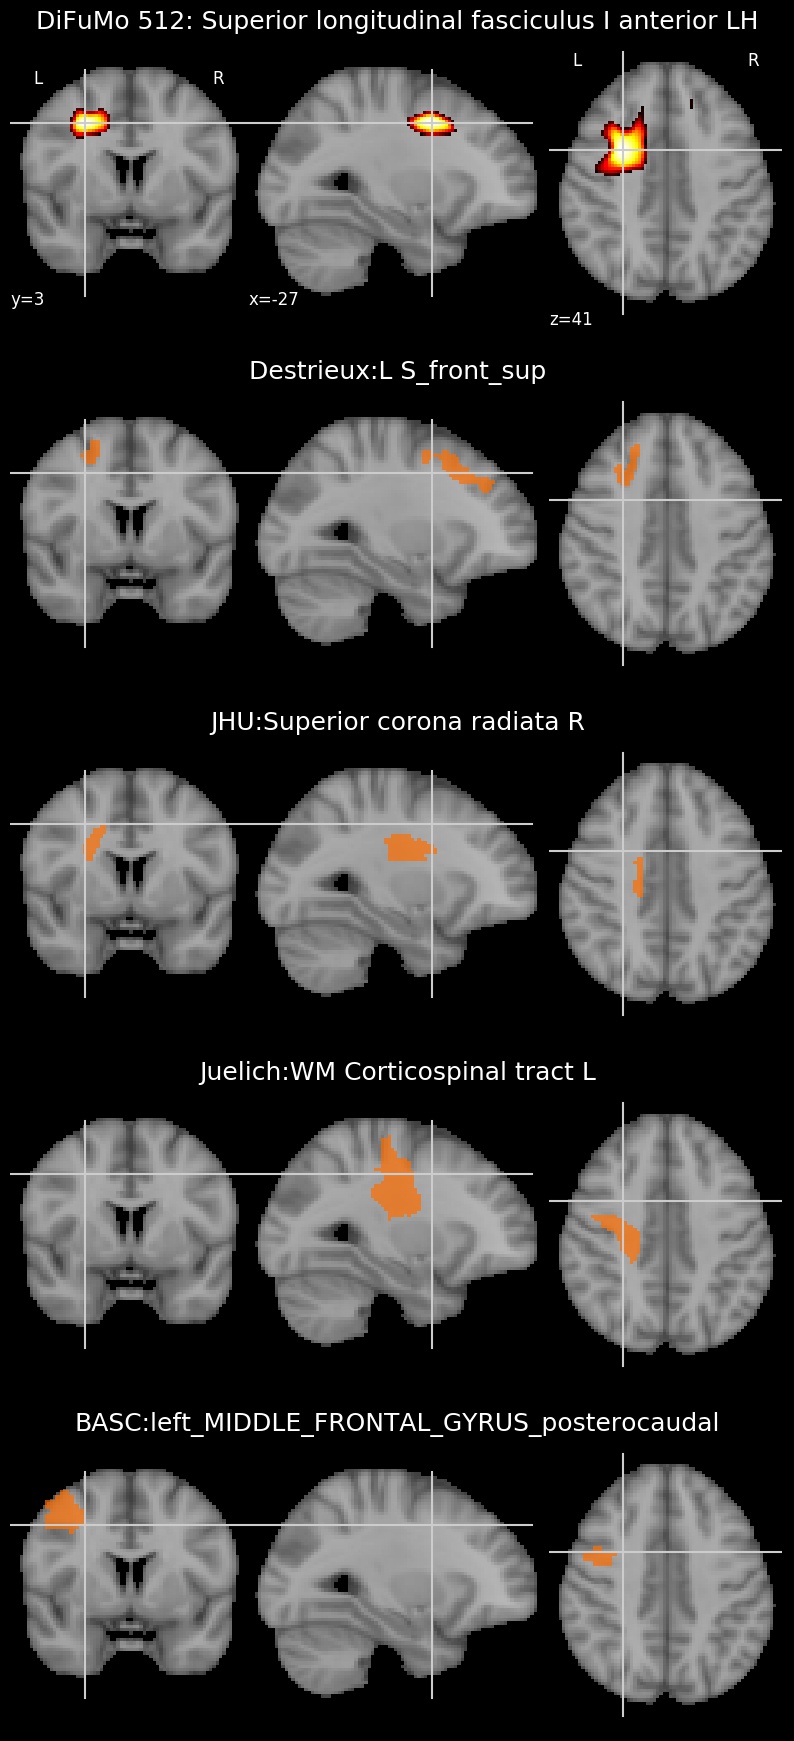 DiFuMo 512: Superior longitudinal fasciculus I anterior LH
L R L R
y=3 x=-27 z=41
Destrieux:L S_front_sup
JHU:Superior corona radiata R
Juelich:WM Corticospinal tract L
BASC:left_MIDDLE_FRONTAL_GYRUS_posterocaudal